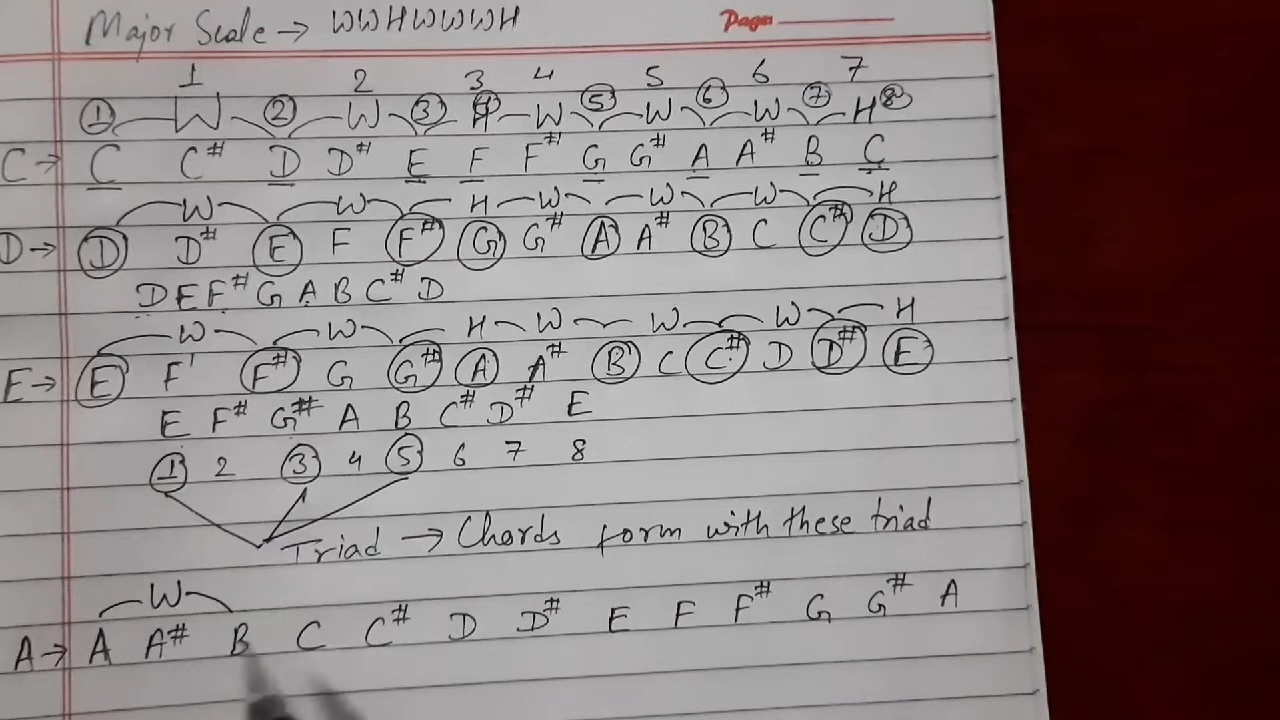 Major Scale → WWHWWWH
Page:
1 2 3 4 5 6 7
① W ② W ③ H ④ W ⑤ W ⑥ W ⑦ H ⑧
C → C C# D D# E F F# G G# A A# B C
W W H W W W H
D → D D# E F F# G G# A A# B C C# D
D E F# G A B C# D
W W H W W W H
E → E F F# G G# A A# B C C# D D# E
E F# G# A B C# D# E
① 2 ③ 4 ⑤ 6 7 8
Triad → Chords form with these triad
W
A → A A# B C C# D D# E F F# G G# A